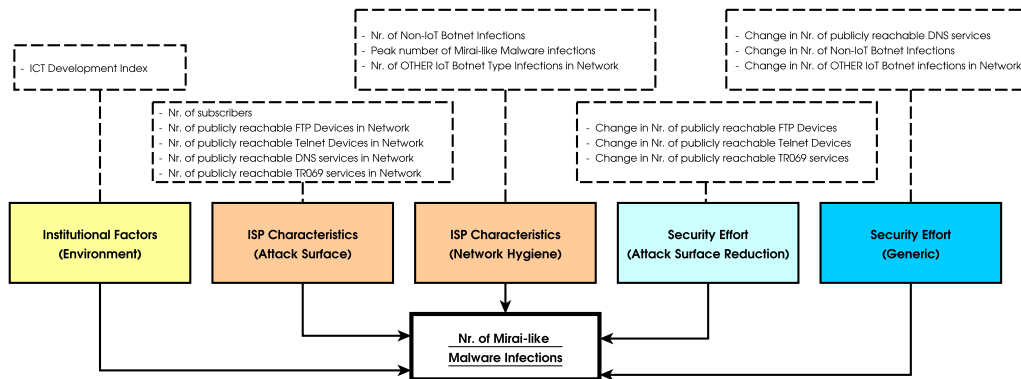 - ICT Development Index
- Nr. of subscribers
- Nr. of publicly reachable FTP Devices in Network
- Nr. of publicly reachable Telnet Devices in Network
- Nr. of publicly reachable DNS services in Network
- Nr. of publicly reachable TR069 services in Network
- Nr. of Non-IoT Botnet Infections
- Peak number of Mirai-like Malware infections
- Nr. of OTHER IoT Botnet Type Infections in Network
- Change in Nr. of publicly reachable FTP Devices
- Change in Nr. of publicly reachable Telnet Devices
- Change in Nr. of publicly reachable TR069 services
- Change in Nr. of publicly reachable DNS services
- Change in Nr. of Non-IoT Botnet Infections
- Change in Nr. of OTHER IoT Botnet infections in Network
Institutional Factors
(Environment)
ISP Characteristics
(Attack Surface)
ISP Characteristics
(Network Hygiene)
Security Effort
(Attack Surface Reduction)
Security Effort
(Generic)
Nr. of Mirai-like
Malware Infections